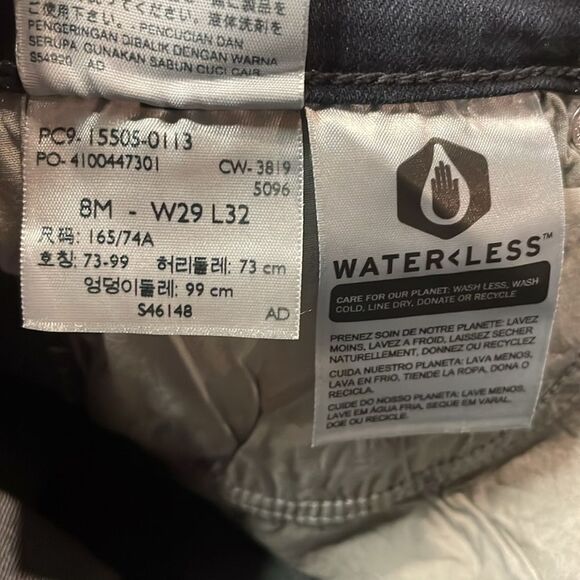 てください。液体洗剤を
PENGERINGAN DIBALIK DENGAN WARNA
SERUPA. GUNAKAN SABUN CUCI CAIR.
S54920 AD
PC9-15505-0113
PO-4100447301
CW-3819
5096
8M - W29 L32
尺码: 165/74A
호칭: 73-99 허리둘레: 73 cm
엉덩이둘레: 99 cm
S46148
AD
WATER<LESS™
CARE FOR OUR PLANET: WASH LESS, WASH
COLD, LINE DRY, DONATE OR RECYCLE
PRENEZ SOIN DE NOTRE PLANETE: LAVEZ
MOINS, LAVEZ A FROID, LAISSEZ SECHER
NATURELLEMENT, DONNEZ OU RECYCLEZ
CUIDA NUESTRO PLANETA: LAVA MENOS,
LAVA EN FRIO, TIENDE LA ROPA, DONA O
RECICLA.
CUIDE DO NOSSO PLANETA: LAVE MENOS,
LAVE EM ÁGUA FRIA, SEQUE EM VARAL,
DOE OU RECICLE.